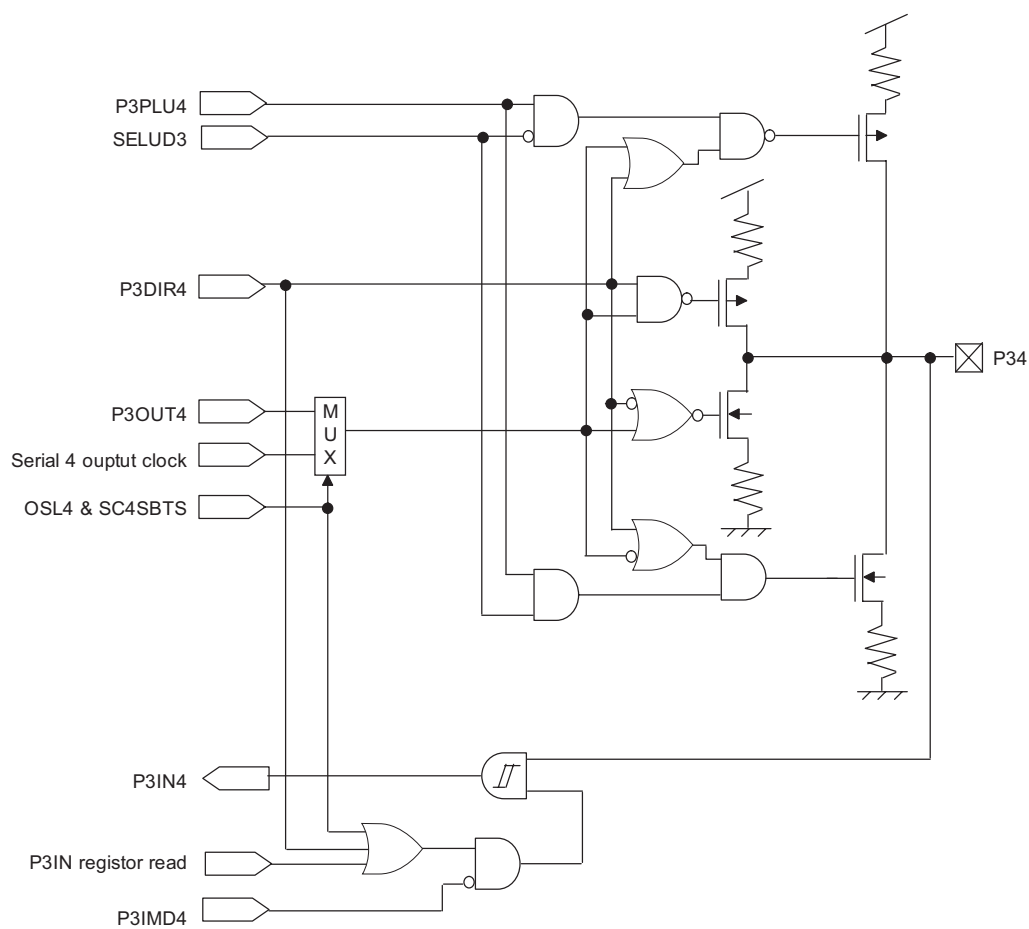 P3PLU4
SELUD3
P3DIR4
P34
P3OUT4
M
U
X
Serial 4 ouptut clock
OSL4 & SC4SBTS
P3IN4
P3IN registor read
P3IMD4